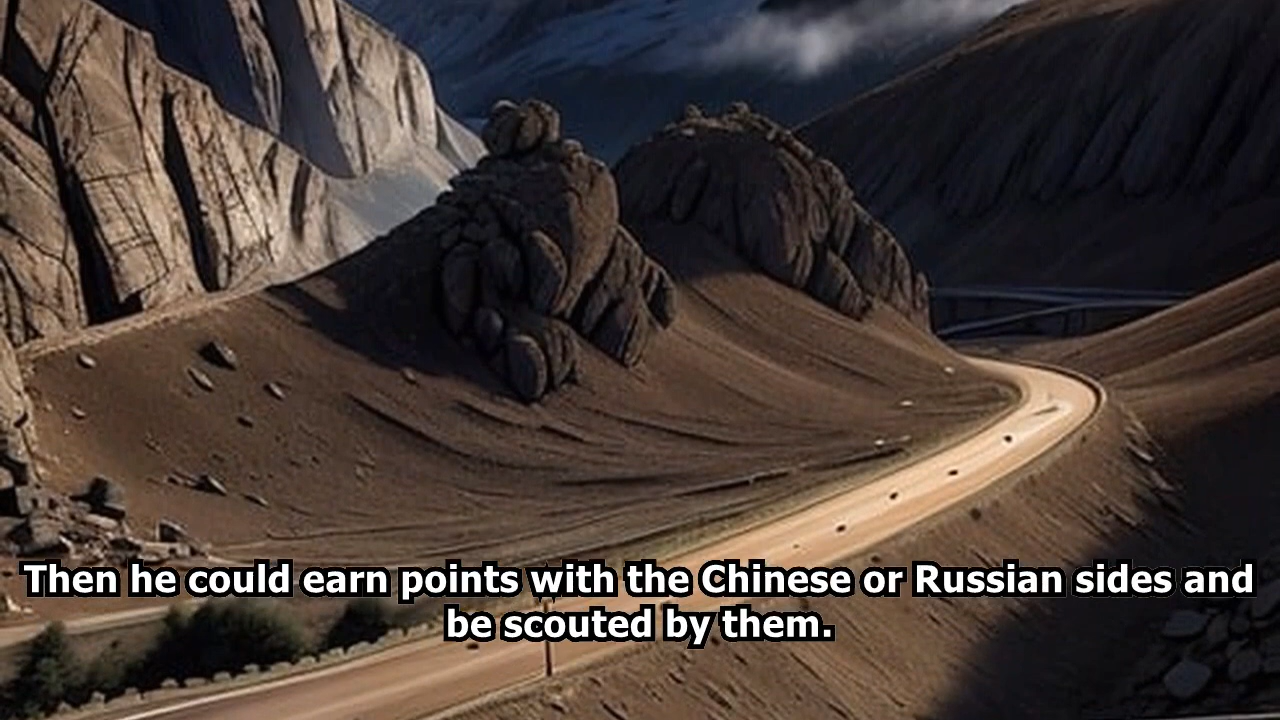 Then he could earn points with the Chinese or Russian sides and
be scouted by them.